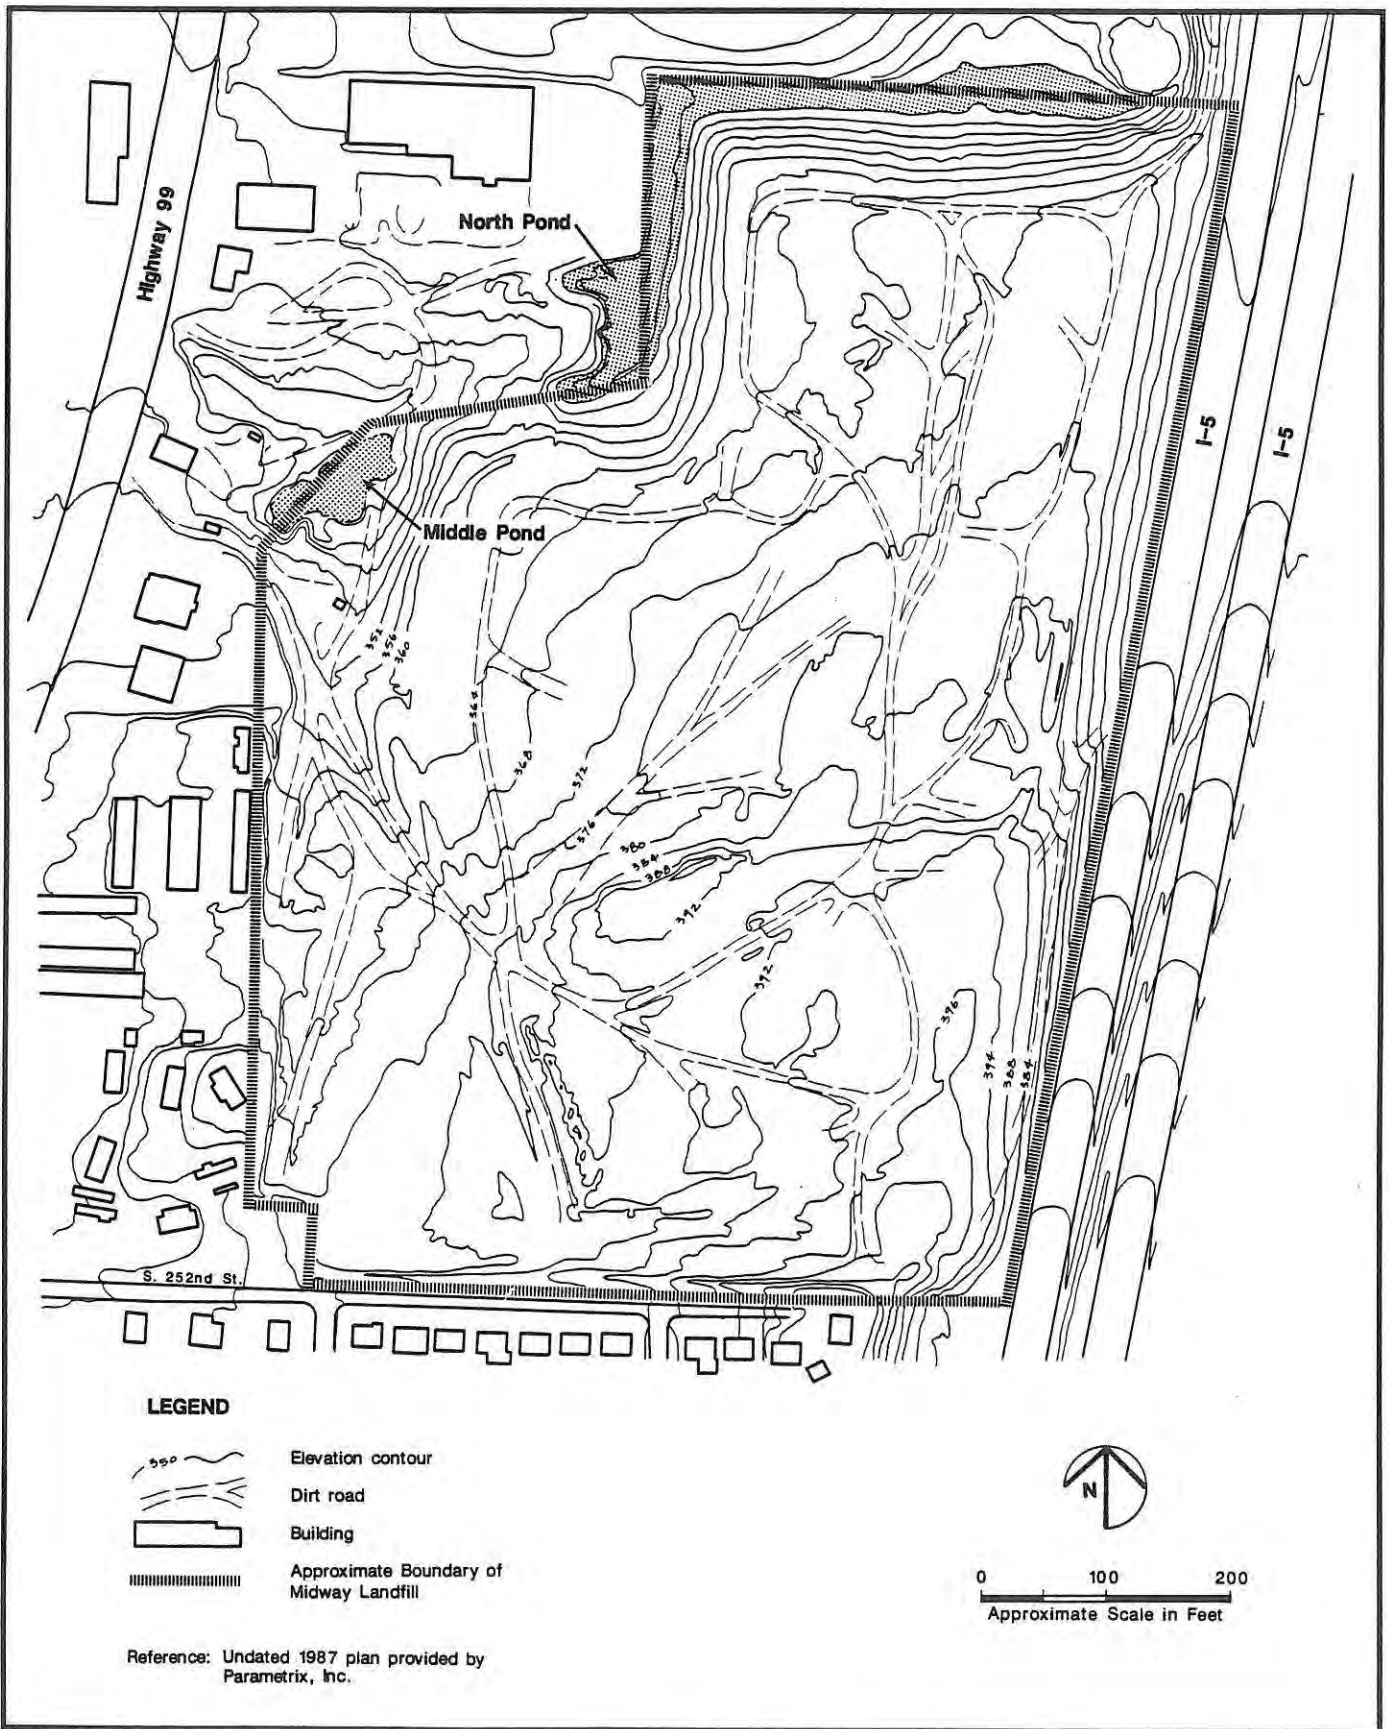 Highway 99
North Pond
I-5
I-5
Middle Pond
352
356
360
364
368
372
376
380
384
388
392
392
396
394
388
384
S. 252nd St.
LEGEND
350
Elevation contour
Dirt road
Building
Approximate Boundary of
Midway Landfill
N
0 100 200
Approximate Scale in Feet
Reference: Undated 1987 plan provided by
Parametrix, Inc.